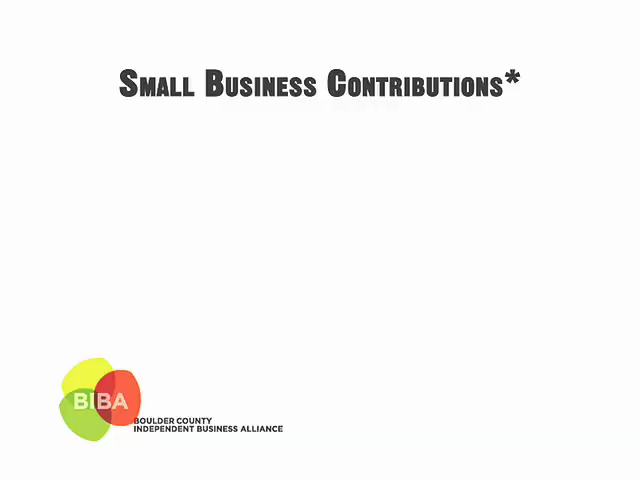 Small Business Contributions*
BIBA
BOULDER COUNTY
INDEPENDENT BUSINESS ALLIANCE